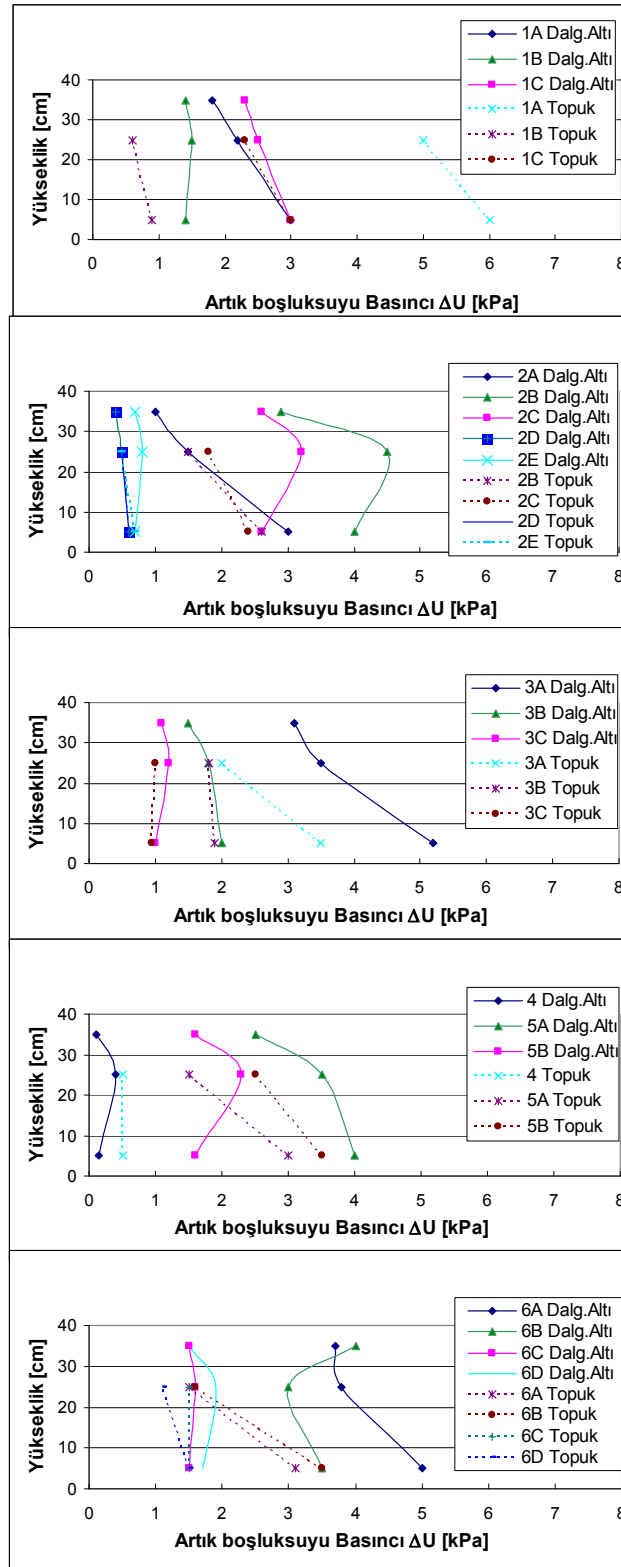 1A Dalg.Altı
1B Dalg.Altı
1C Dalg.Altı
1A Topuk
1B Topuk
1C Topuk
Yükseklik [cm]
40
30
20
10
0
0 1 2 3 4 5 6 7 8
Artık boşluksuyu Basıncı ΔU [kPa]
2A Dalg.Altı
2B Dalg.Altı
2C Dalg.Altı
2D Dalg.Altı
2E Dalg.Altı
2B Topuk
2C Topuk
2D Topuk
2E Topuk
Yükseklik [cm]
40
30
20
10
0
0 1 2 3 4 5 6 7 8
Artık boşluksuyu Basıncı ΔU [kPa]
3A Dalg.Altı
3B Dalg.Altı
3C Dalg.Altı
3A Topuk
3B Topuk
3C Topuk
Yükseklik [cm]
40
30
20
10
0
0 1 2 3 4 5 6 7 8
Artık boşluksuyu Basıncı ΔU [kPa]
4 Dalg.Altı
5A Dalg.Altı
5B Dalg.Altı
4 Topuk
5A Topuk
5B Topuk
Yükseklik [cm]
40
30
20
10
0
0 1 2 3 4 5 6 7 8
Artık boşluksuyu Basıncı ΔU [kPa]
6A Dalg.Altı
6B Dalg.Altı
6C Dalg.Altı
6D Dalg.Altı
6A Topuk
6B Topuk
6C Topuk
6D Topuk
Yükseklik [cm]
40
30
20
10
0
0 1 2 3 4 5 6 7 8
Artık boşluksuyu Basıncı ΔU [kPa]